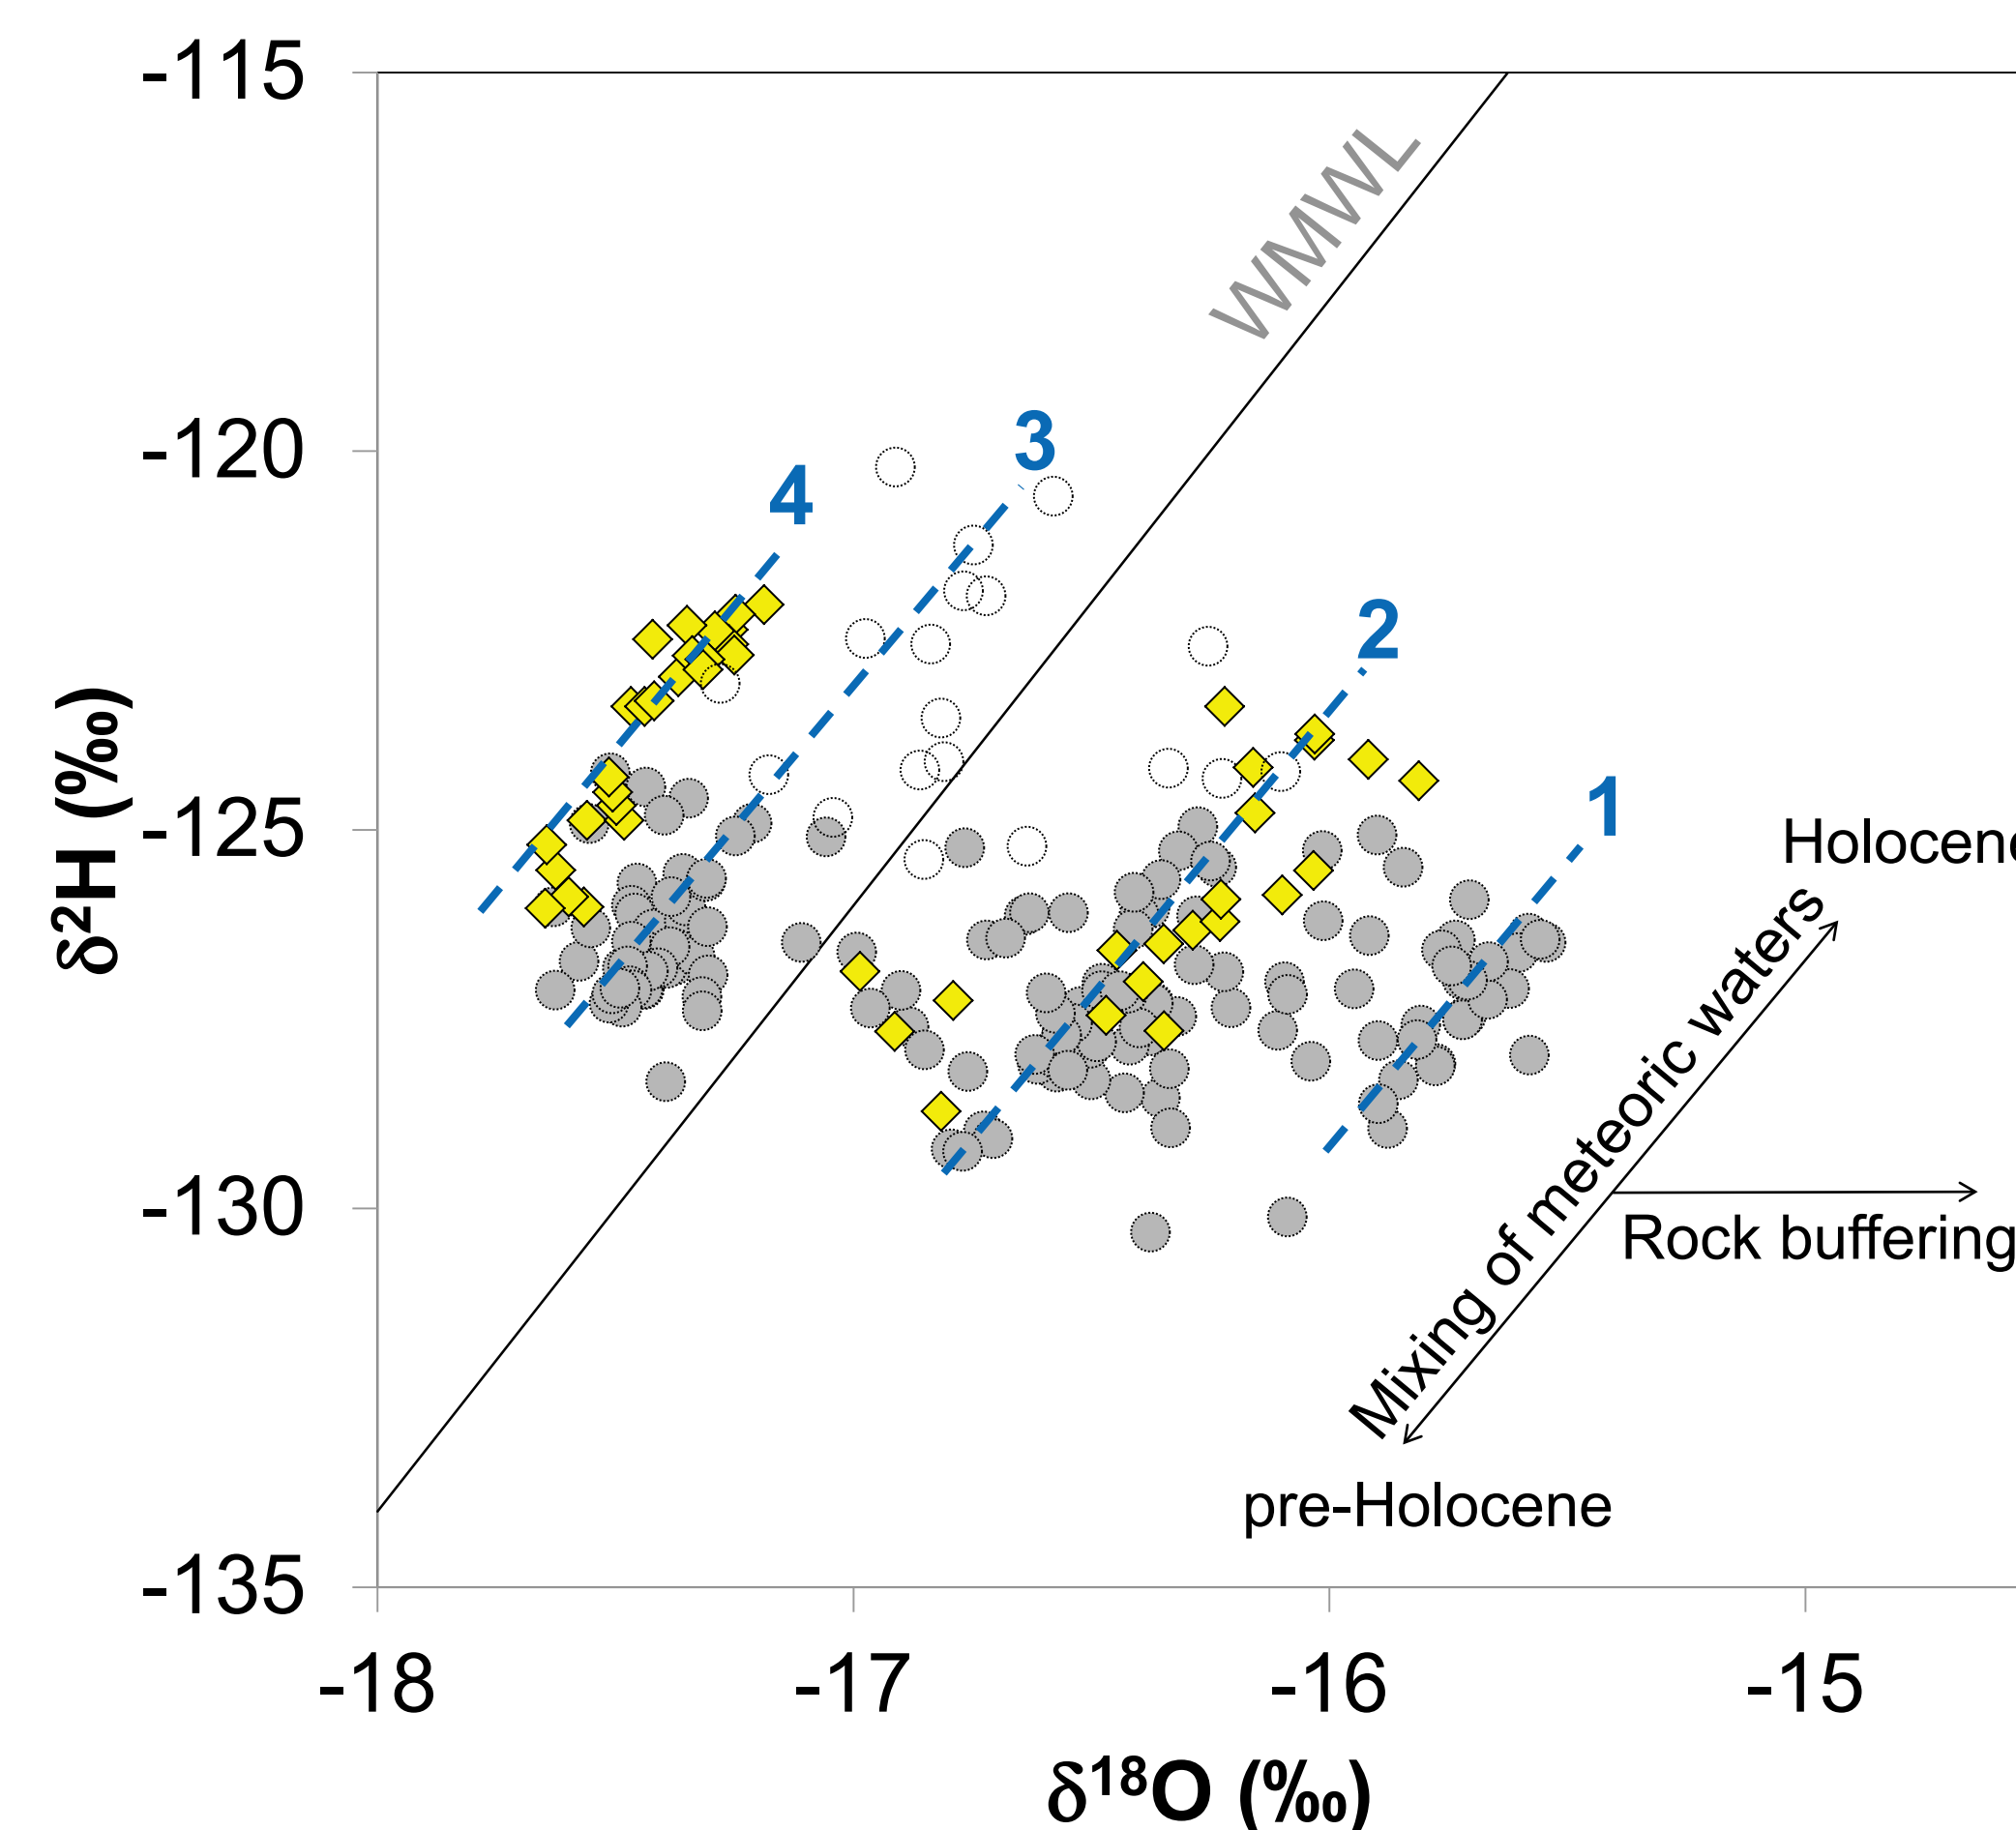 -115
WMWL
-120
3
4
2
-125
1
Holocene
δ2H (‰)
Mixing of meteoric waters
-130
Rock buffering
pre-Holocene
-135
-18
-17
-16
-15
δ18O (‰)